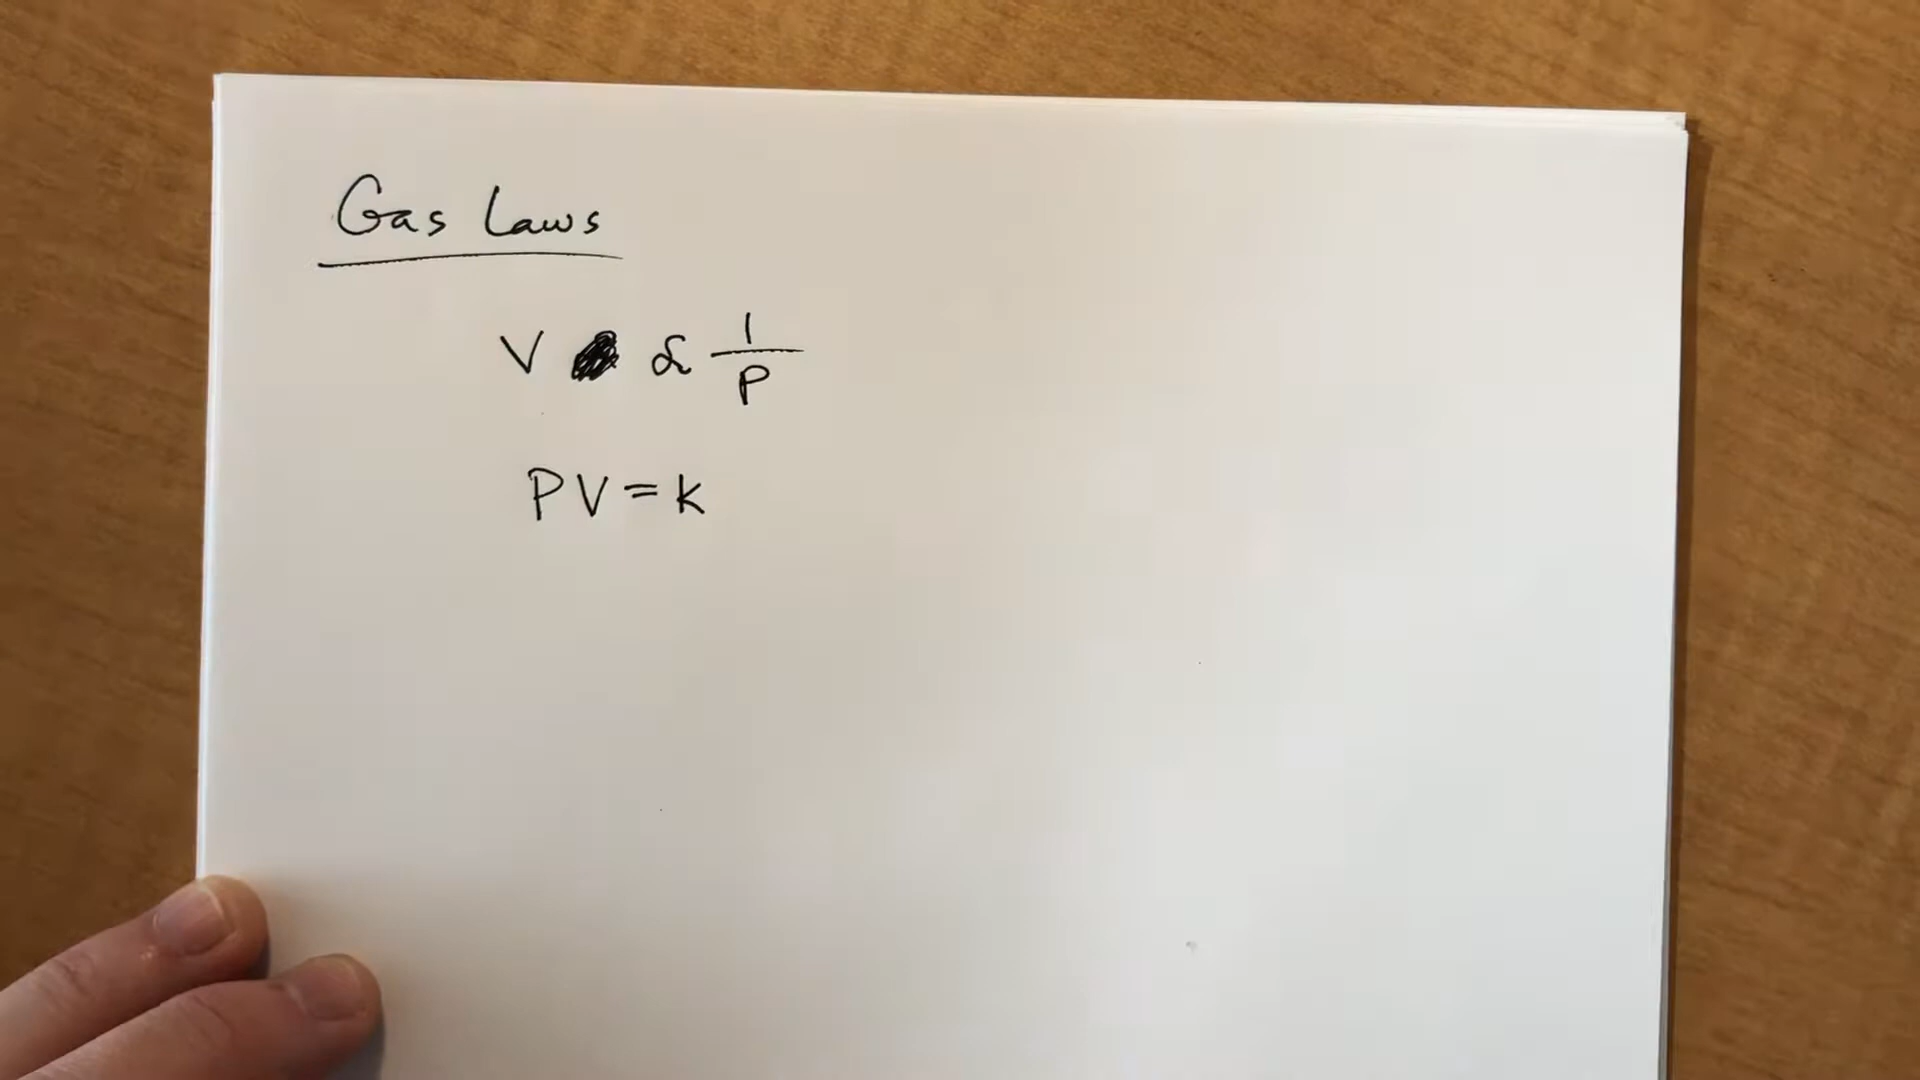 Gas Laws
V ∝ 1/P
PV = k